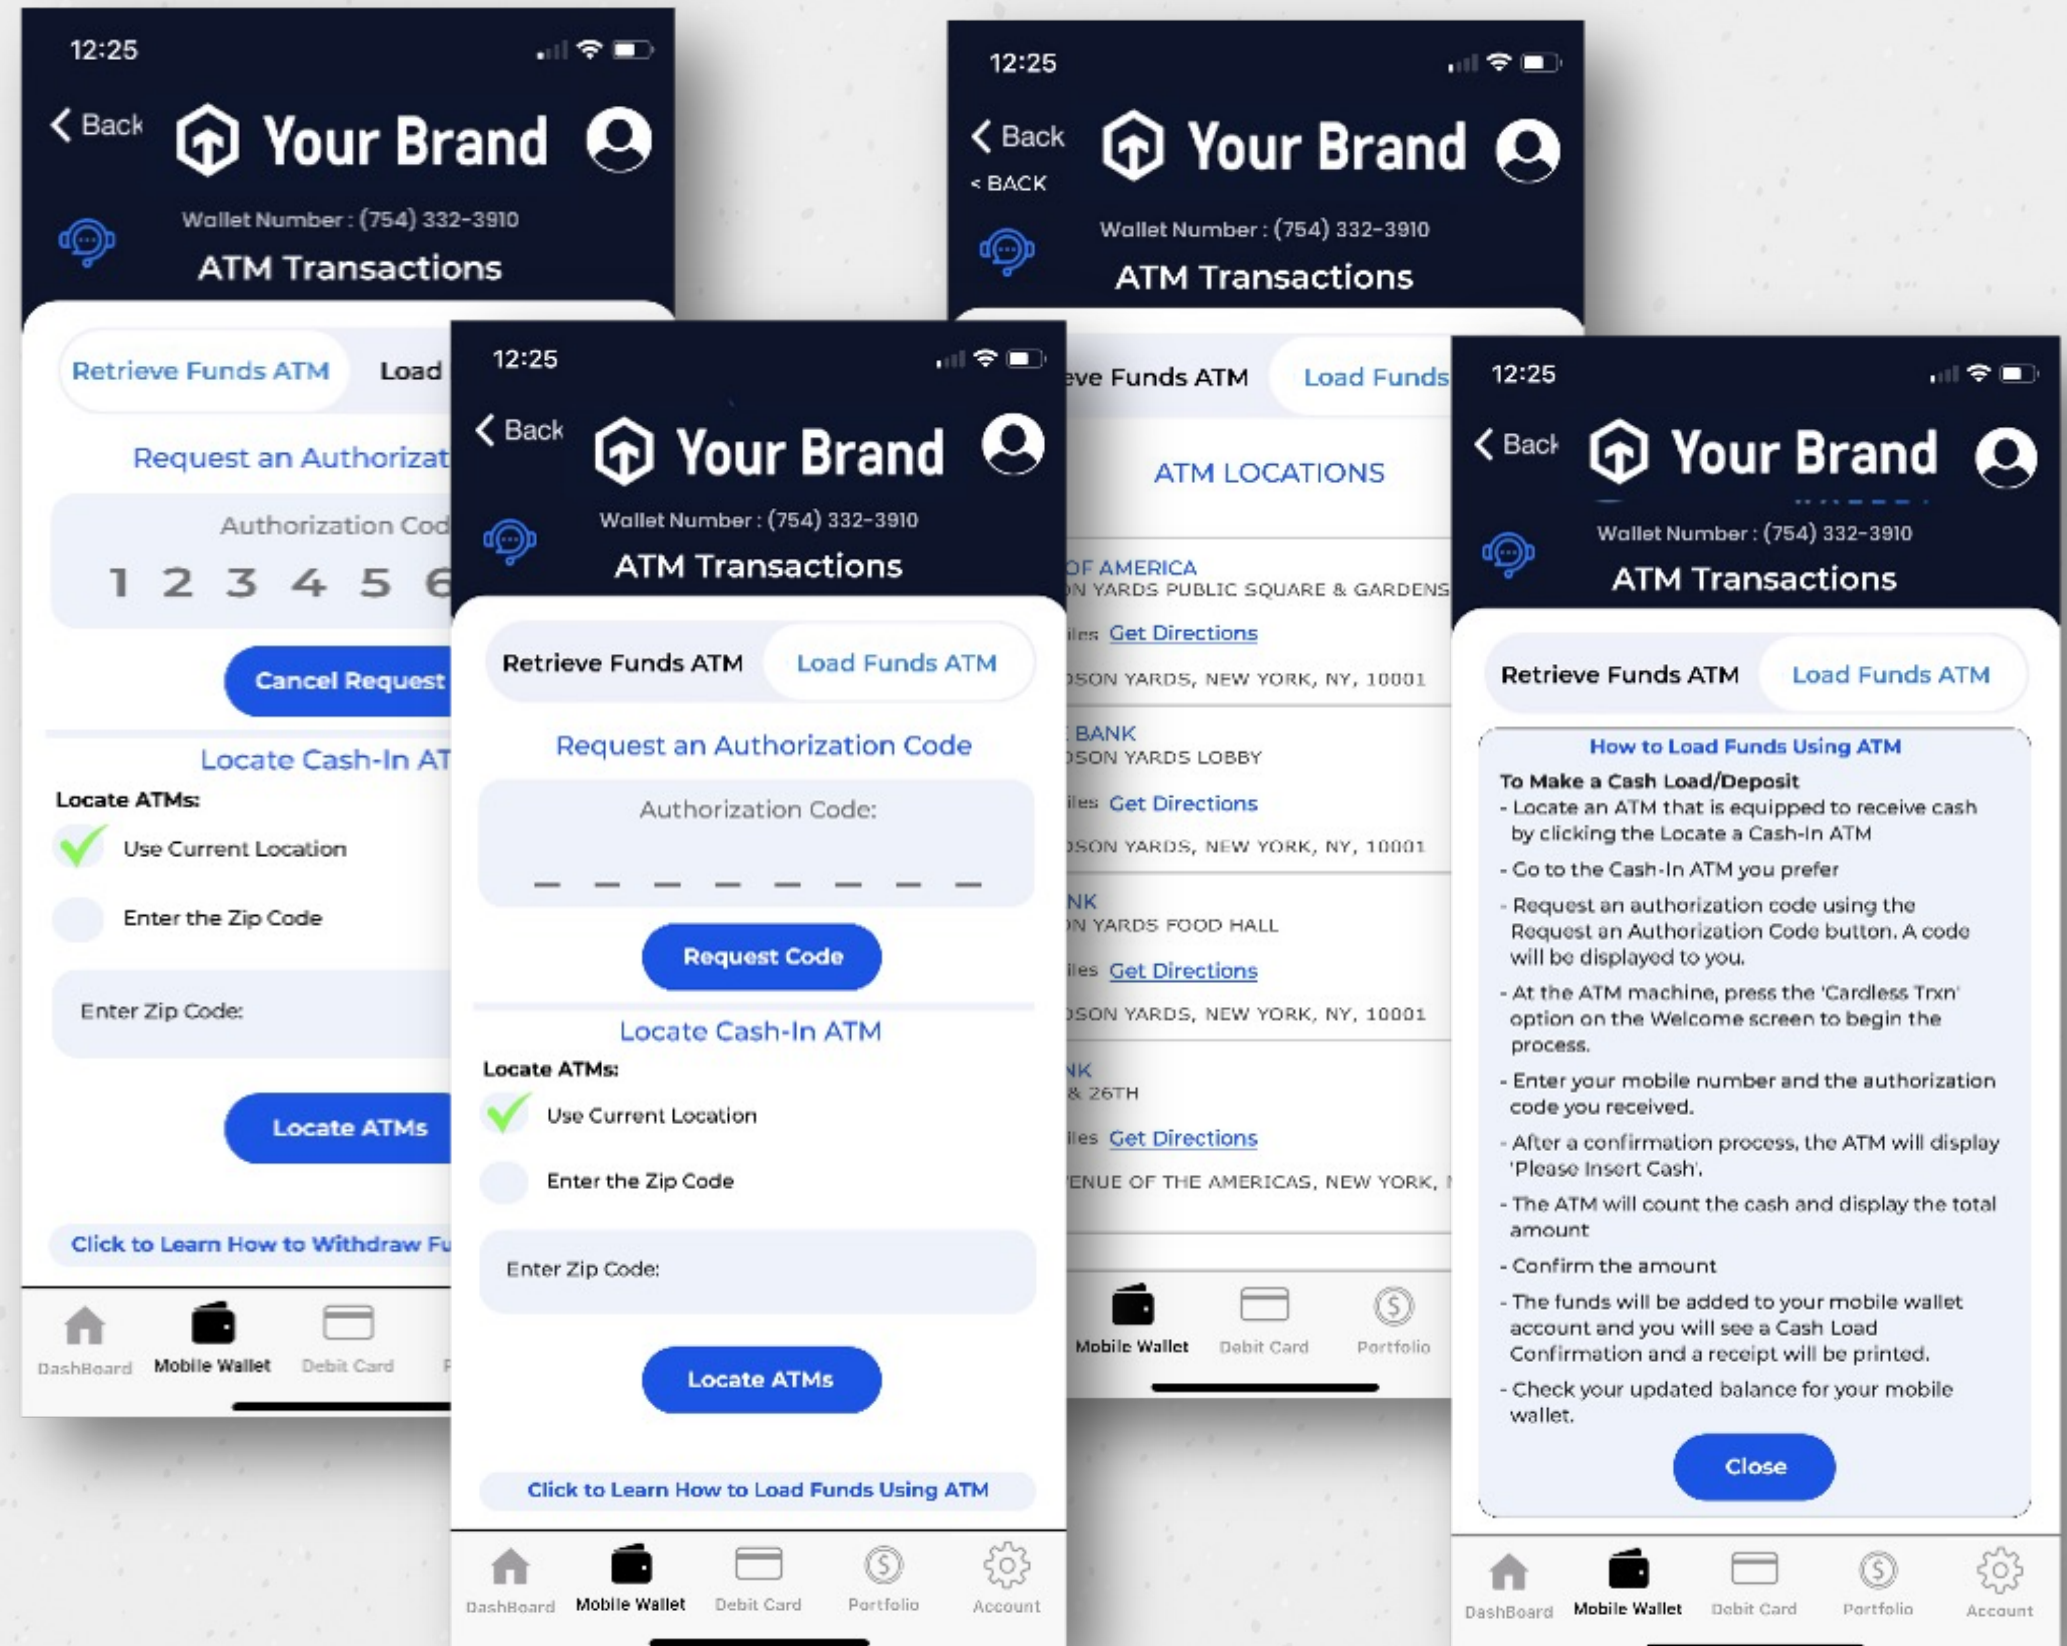 12:25
Back
Your Brand
Wallet Number : (754) 332-3910
ATM Transactions
Retrieve Funds ATM
Load
Request an Authorizat
Authorization Cod
1 2 3 4 5 6
Cancel Request
Locate Cash-In AT
Locate ATMs:
Use Current Location
Enter the Zip Code
Enter Zip Code:
Locate ATMs
Click to Learn How to Withdraw Fu
DashBoard
Mobile Wallet
Debit Card
12:25
Back
Your Brand
Wallet Number : (754) 332-3910
ATM Transactions
Retrieve Funds ATM
Load Funds ATM
Request an Authorization Code
Authorization Code:
_ _ _ _ _ _ _ _
Request Code
Locate Cash-In ATM
Locate ATMs:
Use Current Location
Enter the Zip Code
Enter Zip Code:
Locate ATMs
Click to Learn How to Load Funds Using ATM
DashBoard
Mobile Wallet
Debit Card
Portfolio
Account
12:25
Back
Your Brand
< BACK
Wallet Number : (754) 332-3910
ATM Transactions
eve Funds ATM
Load Funds
ATM LOCATIONS
OF AMERICA
ON YARDS PUBLIC SQUARE & GARDENS
iles Get Directions
DSON YARDS, NEW YORK, NY, 10001
BANK
DSON YARDS LOBBY
iles Get Directions
DSON YARDS, NEW YORK, NY, 10001
NK
ON YARDS FOOD HALL
iles Get Directions
DSON YARDS, NEW YORK, NY, 10001
NK
& 26TH
iles Get Directions
ENUE OF THE AMERICAS, NEW YORK,
Mobile Wallet
Debit Card
Portfolio
12:25
Back
Your Brand
Wallet Number : (754) 332-3910
ATM Transactions
Retrieve Funds ATM
Load Funds ATM
How to Load Funds Using ATM
To Make a Cash Load/Deposit
- Locate an ATM that is equipped to receive cash
by clicking the Locate a Cash-In ATM
- Go to the Cash-In ATM you prefer
- Request an authorization code using the
Request an Authorization Code button. A code
will be displayed to you.
- At the ATM machine, press the 'Cardless Trxn'
option on the Welcome screen to begin the
process.
- Enter your mobile number and the authorization
code you received.
- After a confirmation process, the ATM will display
'Please Insert Cash'.
- The ATM will count the cash and display the total
amount
- Confirm the amount
- The funds will be added to your mobile wallet
account and you will see a Cash Load
Confirmation and a receipt will be printed.
- Check your updated balance for your mobile
wallet.
Close
DashBoard
Mobile Wallet
Debit Card
Portfolio
Account